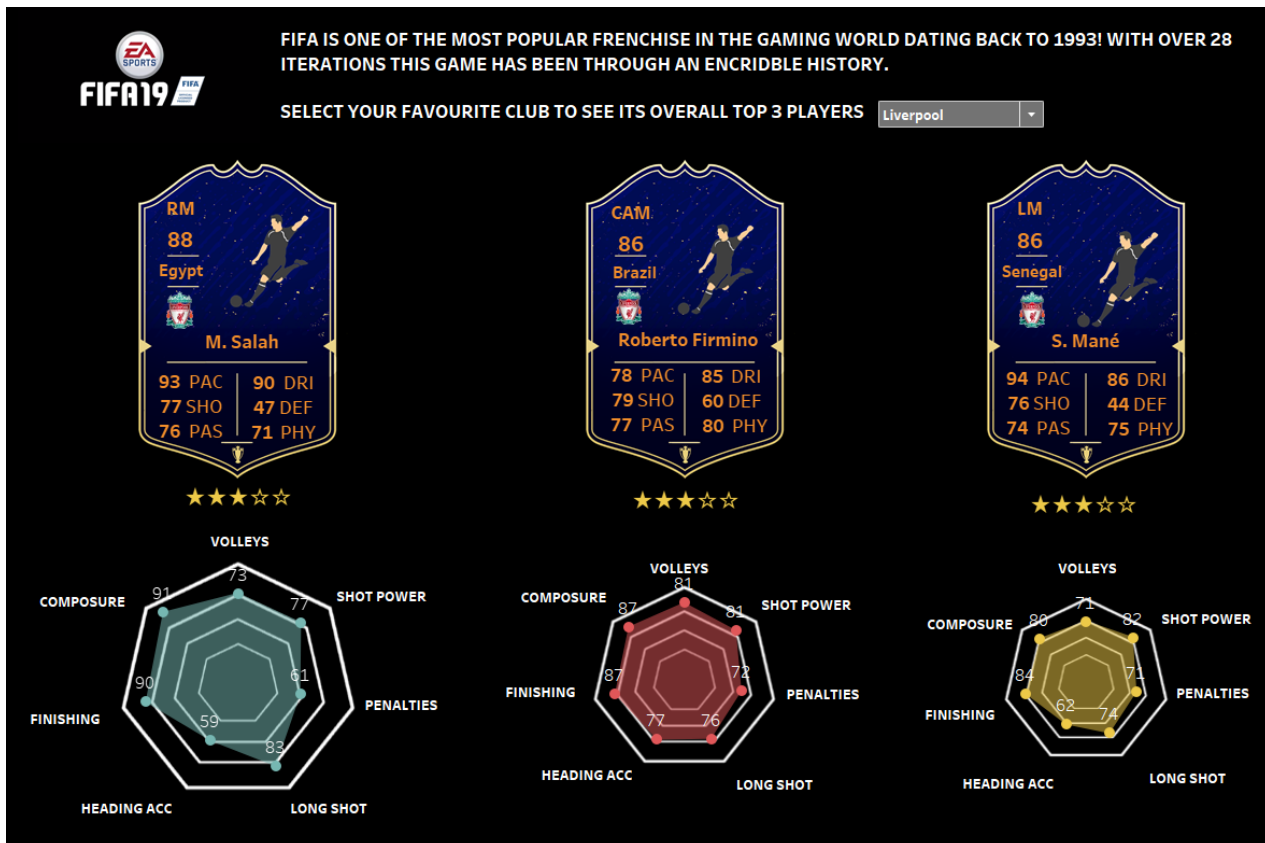 EA
SPORTS
FIFA19
FIFA
FIFA IS ONE OF THE MOST POPULAR FRENCHISE IN THE GAMING WORLD DATING BACK TO 1993! WITH OVER 28
ITERATIONS THIS GAME HAS BEEN THROUGH AN ENCRIDBLE HISTORY.
SELECT YOUR FAVOURITE CLUB TO SEE ITS OVERALL TOP 3 PLAYERS
Liverpool
RM
88
Egypt
M. Salah
93 PAC 90 DRI
77 SHO 47 DEF
76 PAS 71 PHY
CAM
86
Brazil
Roberto Firmino
78 PAC 85 DRI
79 SHO 60 DEF
77 PAS 80 PHY
LM
86
Senegal
S. Mané
94 PAC 86 DRI
76 SHO 44 DEF
74 PAS 75 PHY
VOLLEYS
73
COMPOSURE
91
77
SHOT POWER
90
61
FINISHING
PENALTIES
59
83
HEADING ACC
LONG SHOT
VOLLEYS
81
COMPOSURE
87
81
SHOT POWER
87
72
FINISHING
PENALTIES
77
76
HEADING ACC
LONG SHOT
VOLLEYS
71
COMPOSURE
80
82
SHOT POWER
84
71
FINISHING
PENALTIES
62
74
HEADING ACC
LONG SHOT